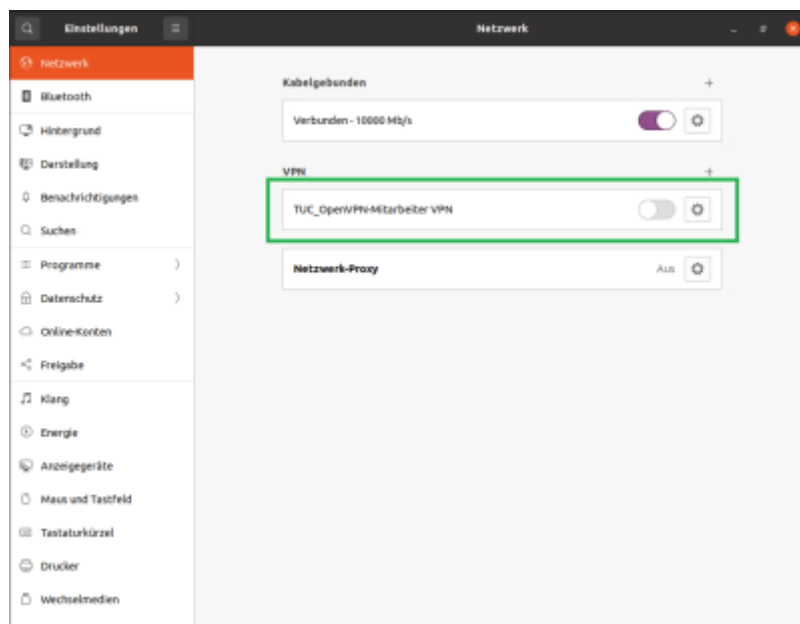 Einstellungen
Netzwerk
Netzwerk
Bluetooth
Hintergrund
Darstellung
Benachrichtigungen
Suchen
Programme
Datenschutz
Online-Konten
Freigabe
Klang
Energie
Anzeigegeräte
Maus und Tastfeld
Tastaturkürzel
Drucker
Wechselmedien
Kabelgebunden
Verbunden - 10000 Mb/s
VPN
TUC_OpenVPN-Mitarbeiter VPN
Netzwerk-Proxy Aus